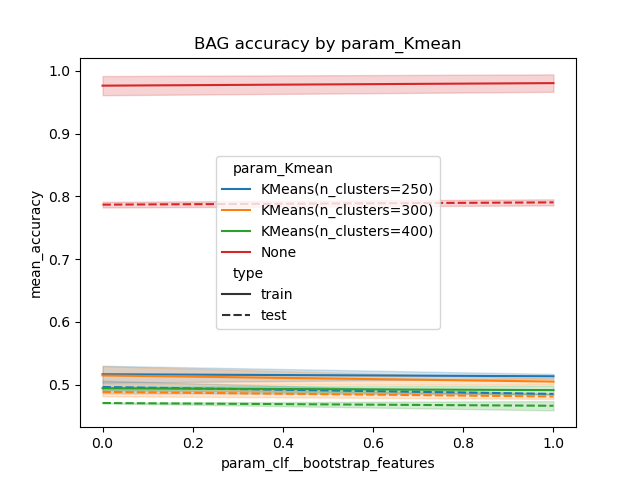 BAG accuracy by param_Kmean
mean_accuracy
1.0
0.9
0.8
0.7
0.6
0.5
param_Kmean
KMeans(n_clusters=250)
KMeans(n_clusters=300)
KMeans(n_clusters=400)
None
type
train
test
0.0 0.2 0.4 0.6 0.8 1.0
param_clf__bootstrap_features